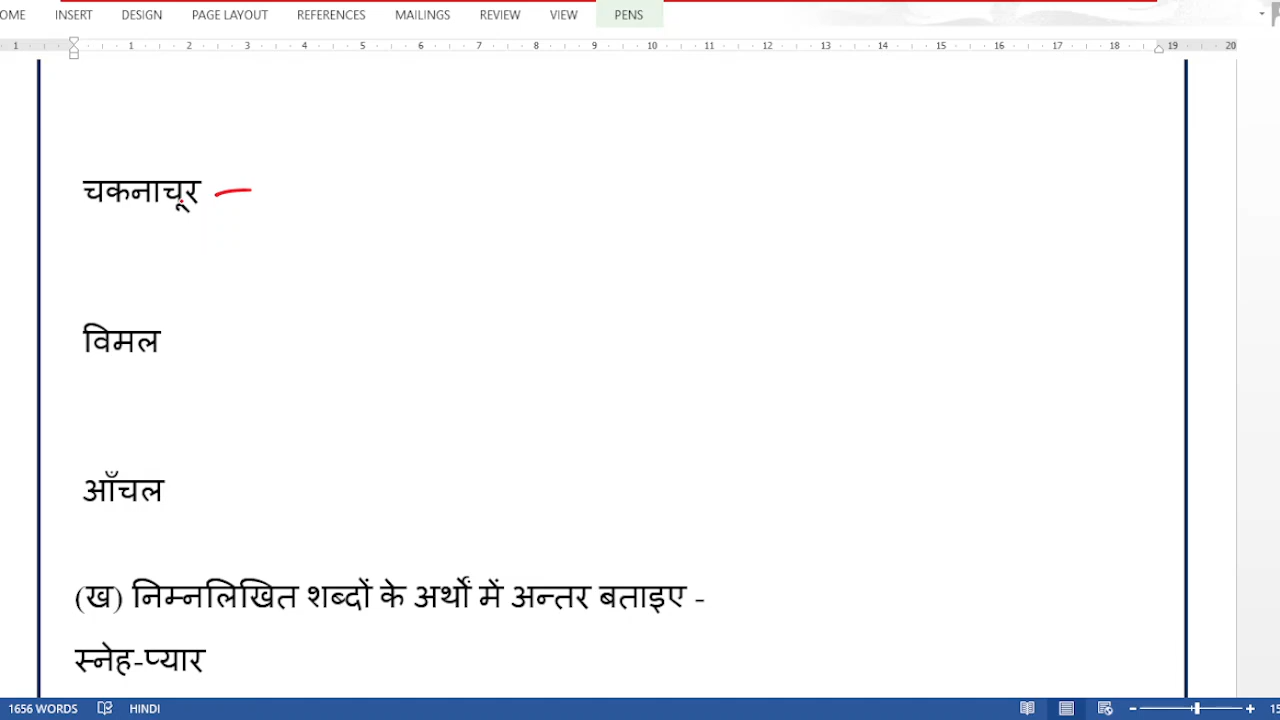 OME INSERT DESIGN PAGE LAYOUT REFERENCES MAILINGS REVIEW VIEW PENS
1 1 2 3 4 5 6 7 8 9 10 11 12 13 14 15 16 17 18 19 20
चकनाचूर
विमल
आँचल
(ख) निम्नलिखित शब्दों के अर्थों में अन्तर बताइए -
स्नेह-प्यार
1656 WORDS HINDI 15